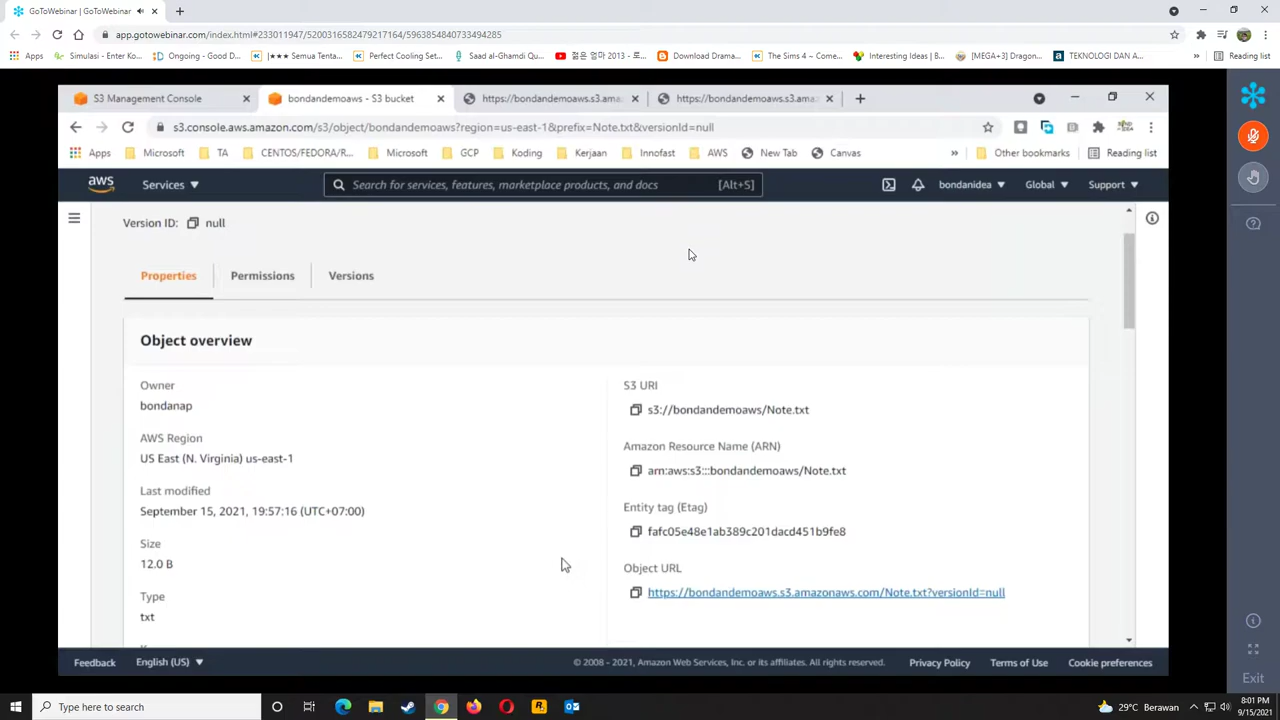 GoToWebinar | GoToWebinar
app.gotowebinar.com/index.html#233011947/5200316582479217164/5963854840733494285
Apps Simulasi - Enter Ko... Ongoing - Good D... |★★★ Semua Tenta... Perfect Cooling Set... Saad al-Ghamdi Qu... 젊은 엄마 2013 - 로... Download Drama... The Sims 4 – Come... Interesting Ideas | B... [MEGA+3] Dragon... TEKNOLOGI DAN A... Reading list
S3 Management Console bondandemoaws - S3 bucket https://bondandemoaws.s3.ama https://bondandemoaws.s3.ama
s3.console.aws.amazon.com/s3/object/bondandemoaws?region=us-east-1&prefix=Note.txt&versionId=null
Apps Microsoft TA CENTOS/FEDORA/R... Microsoft GCP Koding Kerjaan Innofast AWS New Tab Canvas » Other bookmarks Reading list
aws Services Search for services, features, marketplace products, and docs [Alt+S] bondanidea Global Support
Version ID: null
Properties Permissions Versions
Object overview
Owner
bondanap
AWS Region
US East (N. Virginia) us-east-1
Last modified
September 15, 2021, 19:57:16 (UTC+07:00)
Size
12.0 B
Type
txt
S3 URI
s3://bondandemoaws/Note.txt
Amazon Resource Name (ARN)
arn:aws:s3:::bondandemoaws/Note.txt
Entity tag (Etag)
fafc05e48e1ab389c201dacd451b9fe8
Object URL
https://bondandemoaws.s3.amazonaws.com/Note.txt?versionId=null
Feedback English (US) © 2008 - 2021, Amazon Web Services, Inc. or its affiliates. All rights reserved. Privacy Policy Terms of Use Cookie preferences
Exit
Type here to search 29°C Berawan 8:01 PM
9/15/2021